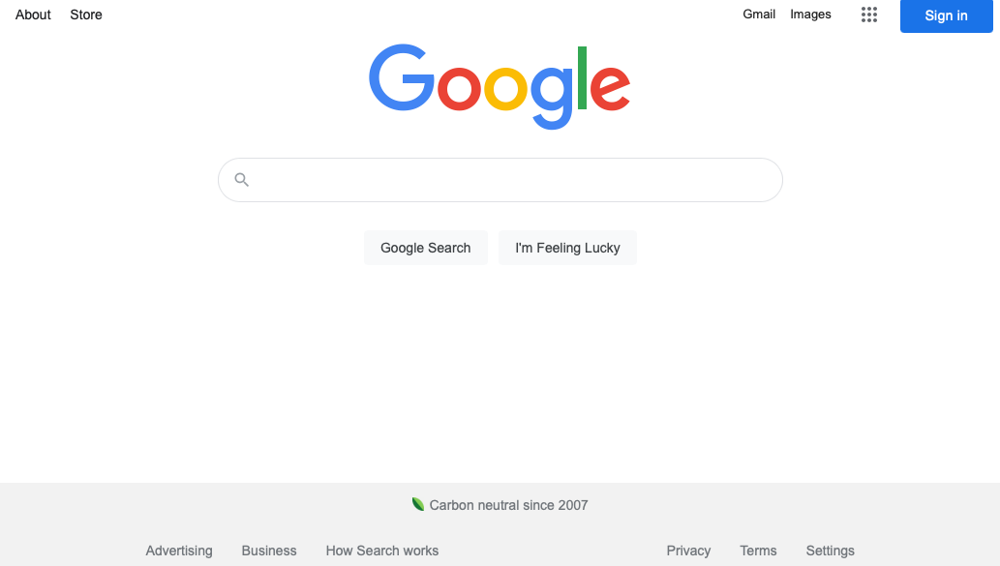 About Store Gmail Images Sign in
Google
Google Search I'm Feeling Lucky
Carbon neutral since 2007
Advertising Business How Search works Privacy Terms Settings